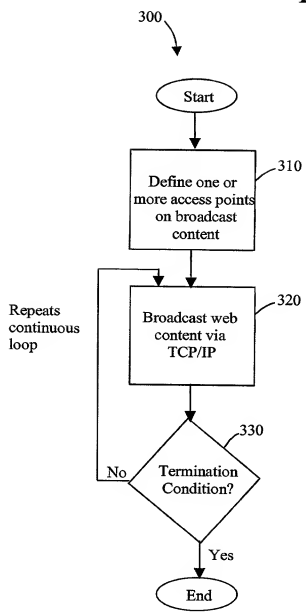 300
Start
310
Define one or
more access points
on broadcast
content
320
Repeats
continuous
loop
Broadcast web
content via
TCP/IP
330
No
Termination
Condition?
Yes
End